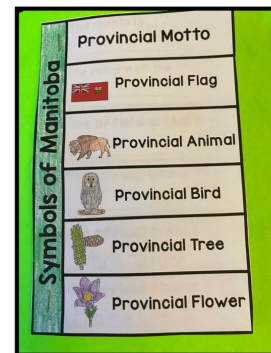 Symbols of Manitoba
Provincial Motto
Provincial Flag
Provincial Animal
Provincial Bird
Provincial Tree
Provincial Flower